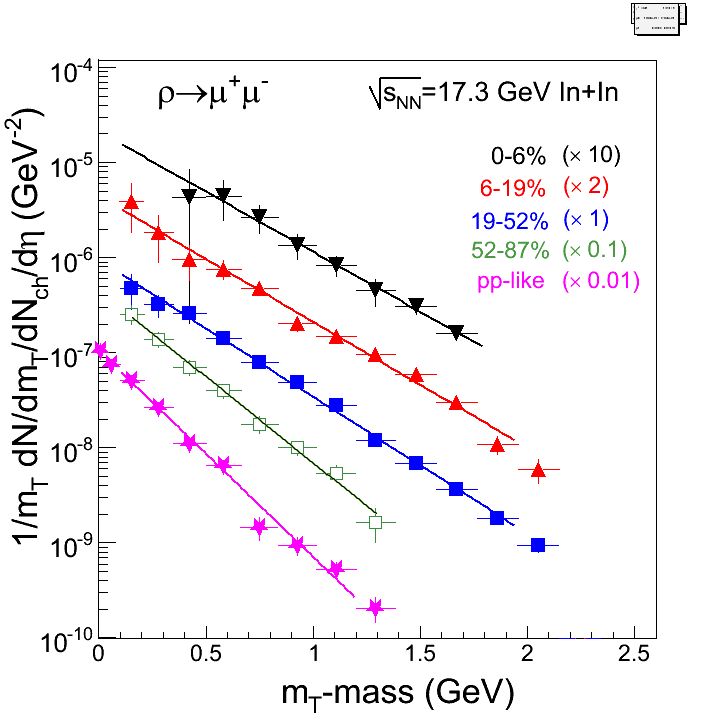 ρ→μ⁺μ⁻
√s_NN=17.3 GeV In+In
0-6% (× 10)
6-19% (× 2)
19-52% (× 1)
52-87% (× 0.1)
pp-like (× 0.01)
1/m_T dN/dm_T/dN_ch/dη (GeV⁻²)
10⁻⁴
10⁻⁵
10⁻⁶
10⁻⁷
10⁻⁸
10⁻⁹
10⁻¹⁰
0 0.5 1 1.5 2 2.5
m_T-mass (GeV)